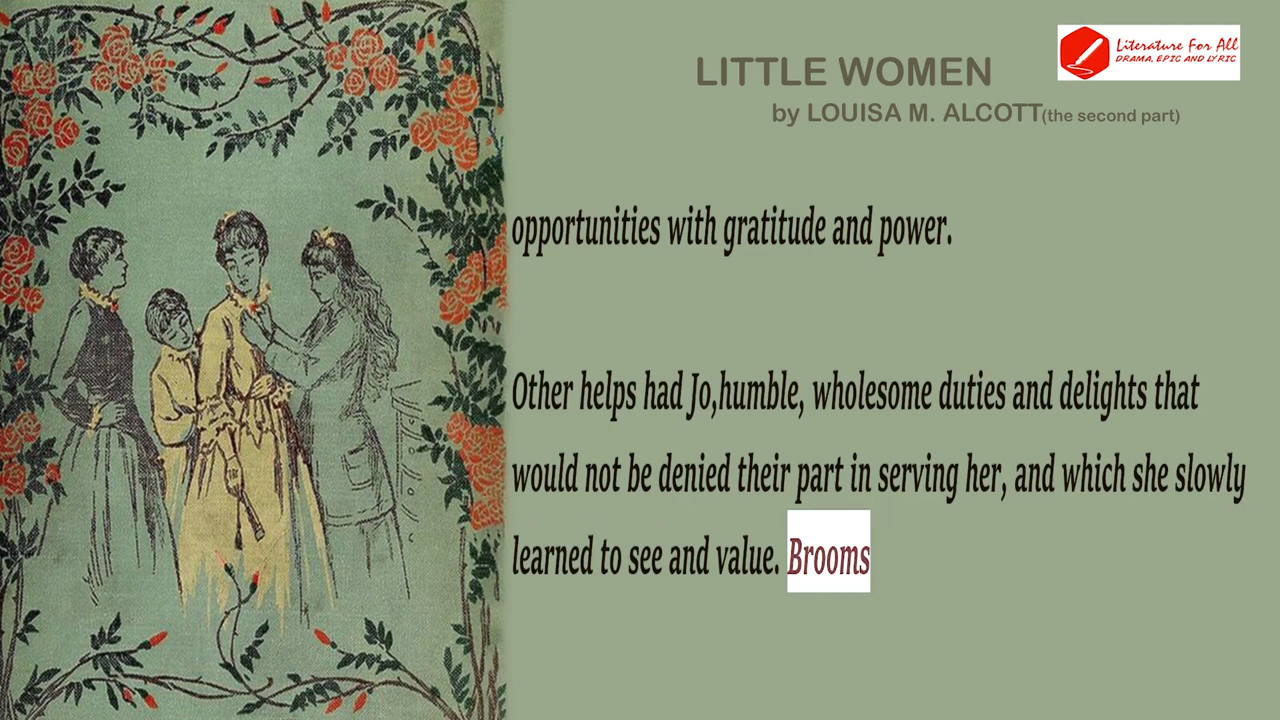 LITTLE WOMEN
by LOUISA M. ALCOTT(the second part)
Literature For All
DRAMA, EPIC AND LYRIC
opportunities with gratitude and power.
Other helps had Jo,humble, wholesome duties and delights that
would not be denied their part in serving her, and which she slowly
learned to see and value. Brooms